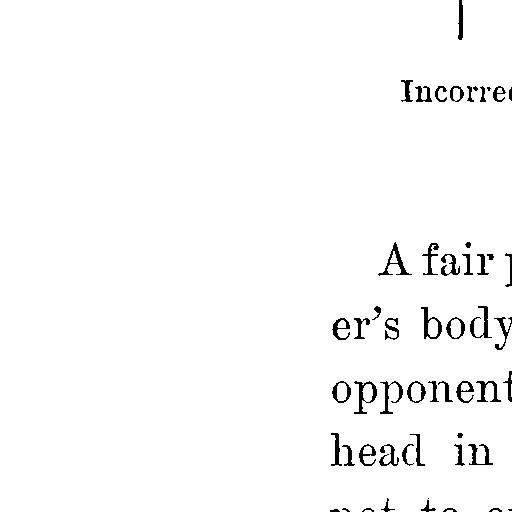 Incorre
A fair
er's body
opponent
head in